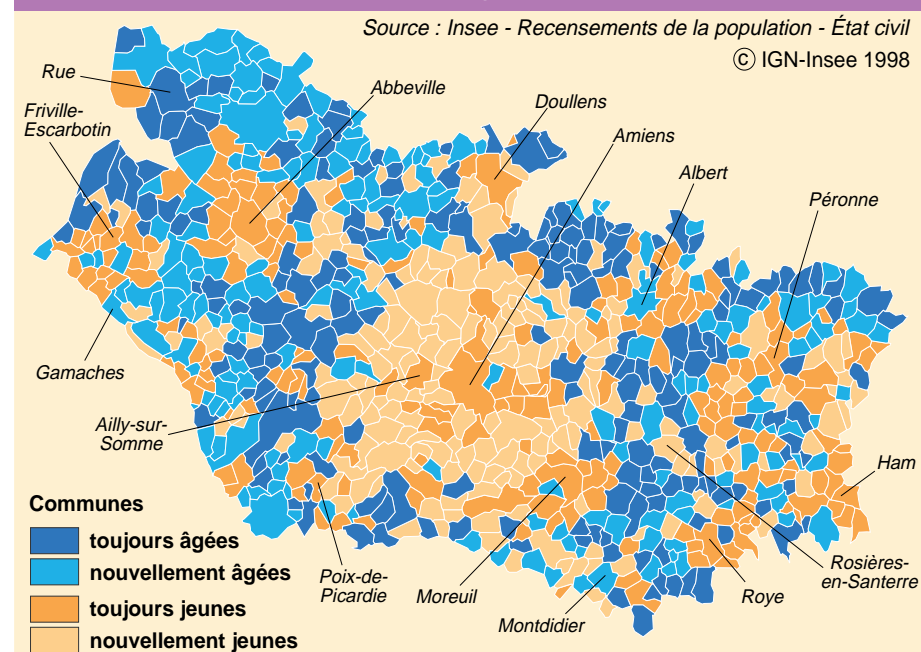 Source : Insee - Recensements de la population - État civil
© IGN-Insee 1998
Rue
Abbeville
Friville-
Escarbotin
Doullens
Amiens
Albert
Péronne
Gamaches
Ailly-sur-
Somme
Ham
Communes
toujours âgées
nouvellement âgées
toujours jeunes
nouvellement jeunes
Poix-de-
Picardie
Moreuil
Montdidier
Roye
Rosières-
en-Santerre